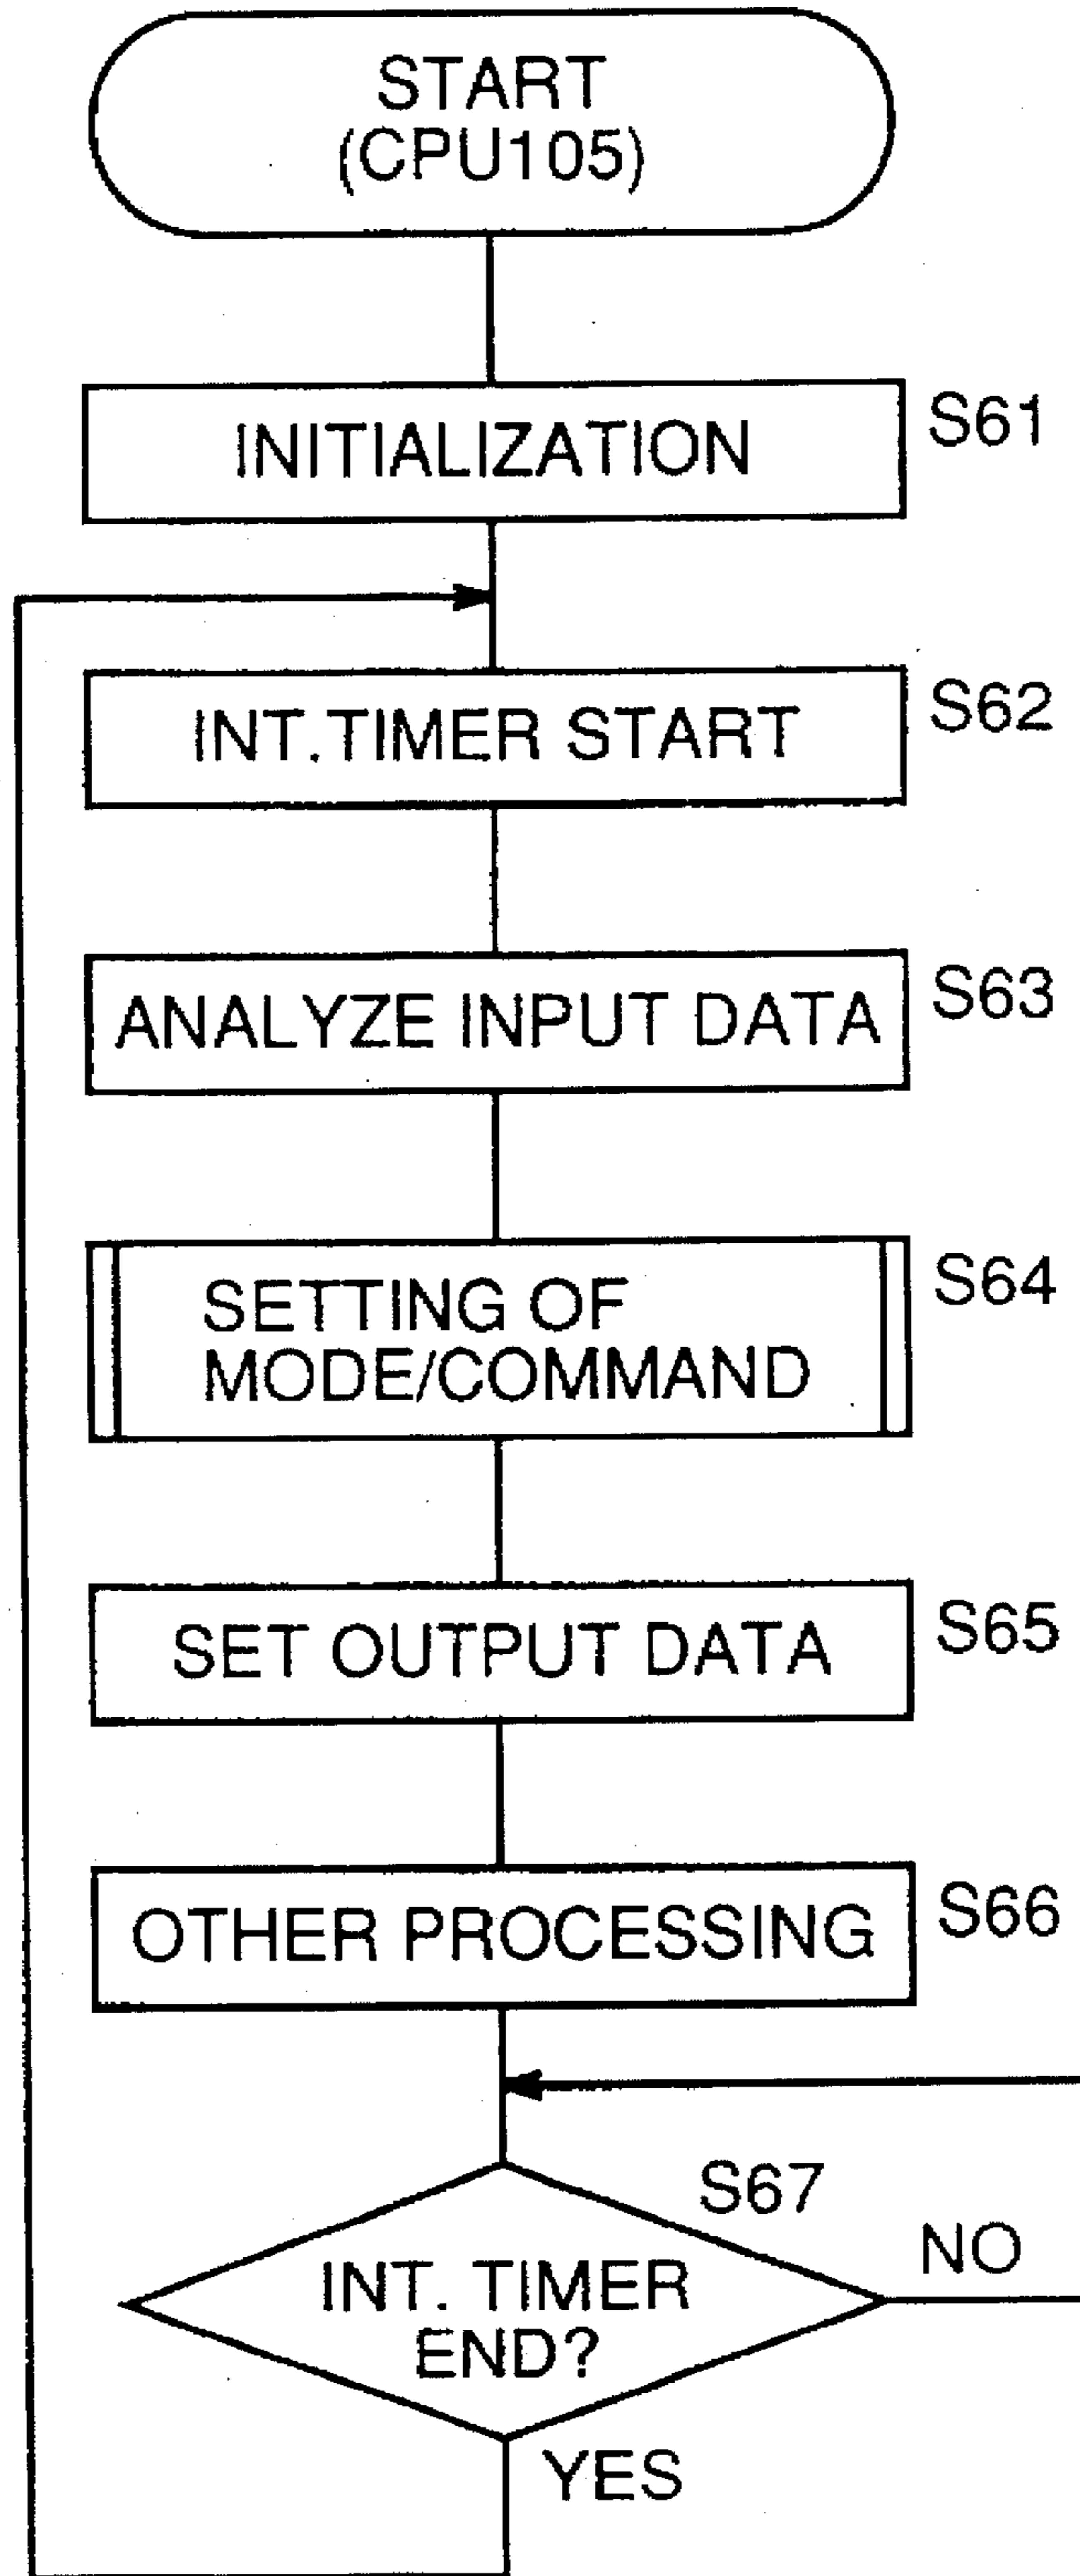 START
(CPU105)
INITIALIZATION
S61
INT.TIMER START
S62
ANALYZE INPUT DATA
S63
SETTING OF
MODE/COMMAND
S64
SET OUTPUT DATA
S65
OTHER PROCESSING
S66
S67
NO
INT. TIMER
END?
YES